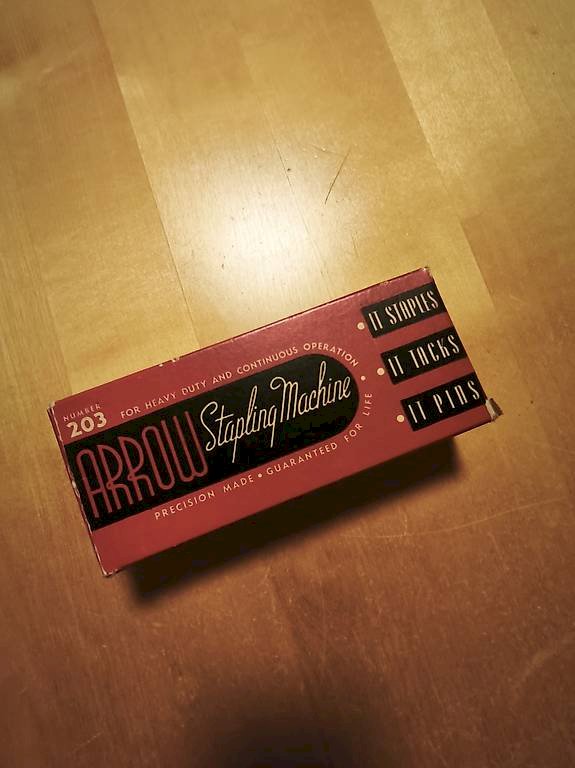 NUMBER
203
FOR HEAVY DUTY AND CONTINUOUS OPERATION
ARROW Stapling Machine
PRECISION MADE • GUARANTEED FOR LIFE •
• IT STAPLES
• IT TACKS
• IT PINS